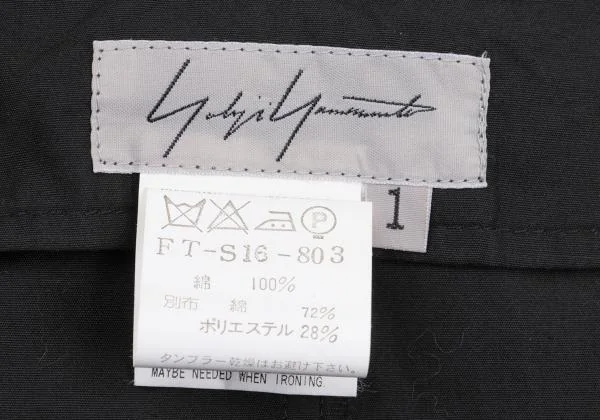 Yohji Yamamoto
1
P
FT-S16-803
綿 100%
別布 綿 72%
ポリエステル 28%
タンブラー乾燥はお避け下さい。
MAYBE NEEDED WHEN IRONING.